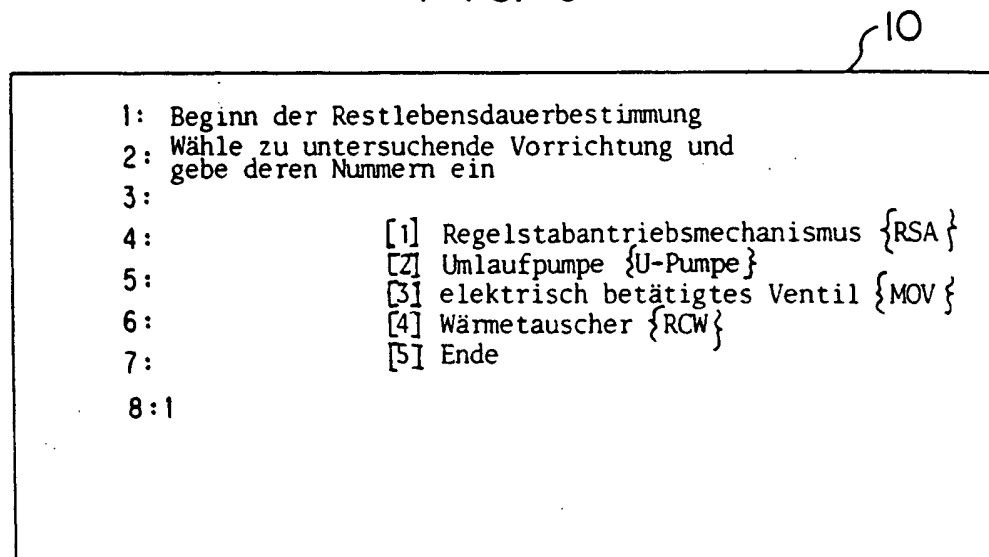 10
1: Beginn der Restlebensdauerbestimmung
2: Wähle zu untersuchende Vorrichtung und
gebe deren Nummern ein
3:
4: [1] Regelstabantriebsmechanismus {RSA}
[2] Umlaufpumpe {U-Pumpe}
5:
[3] elektrisch betätigtes Ventil {MOV}
6: [4] Wärmetauscher {RCW}
7: [5] Ende
8:1